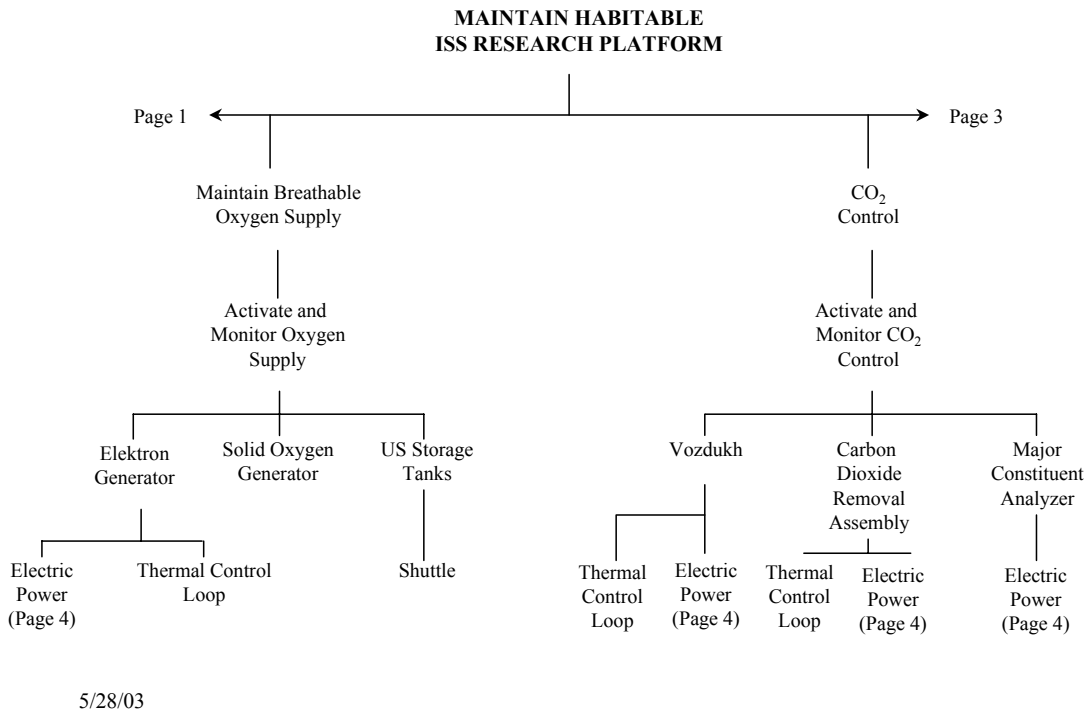 MAINTAIN HABITABLE
ISS RESEARCH PLATFORM
Page 1
Page 3
Maintain Breathable
Oxygen Supply
CO2
Control
Activate and
Monitor Oxygen
Supply
Activate and
Monitor CO2
Control
Elektron
Generator
Solid Oxygen
Generator
US Storage
Tanks
Vozdukh
Carbon
Dioxide
Removal
Assembly
Major
Constituent
Analyzer
Electric
Power
(Page 4)
Thermal Control
Loop
Shuttle
Thermal
Control
Loop
Electric
Power
(Page 4)
Thermal
Control
Loop
Electric
Power
(Page 4)
Electric
Power
(Page 4)
5/28/03